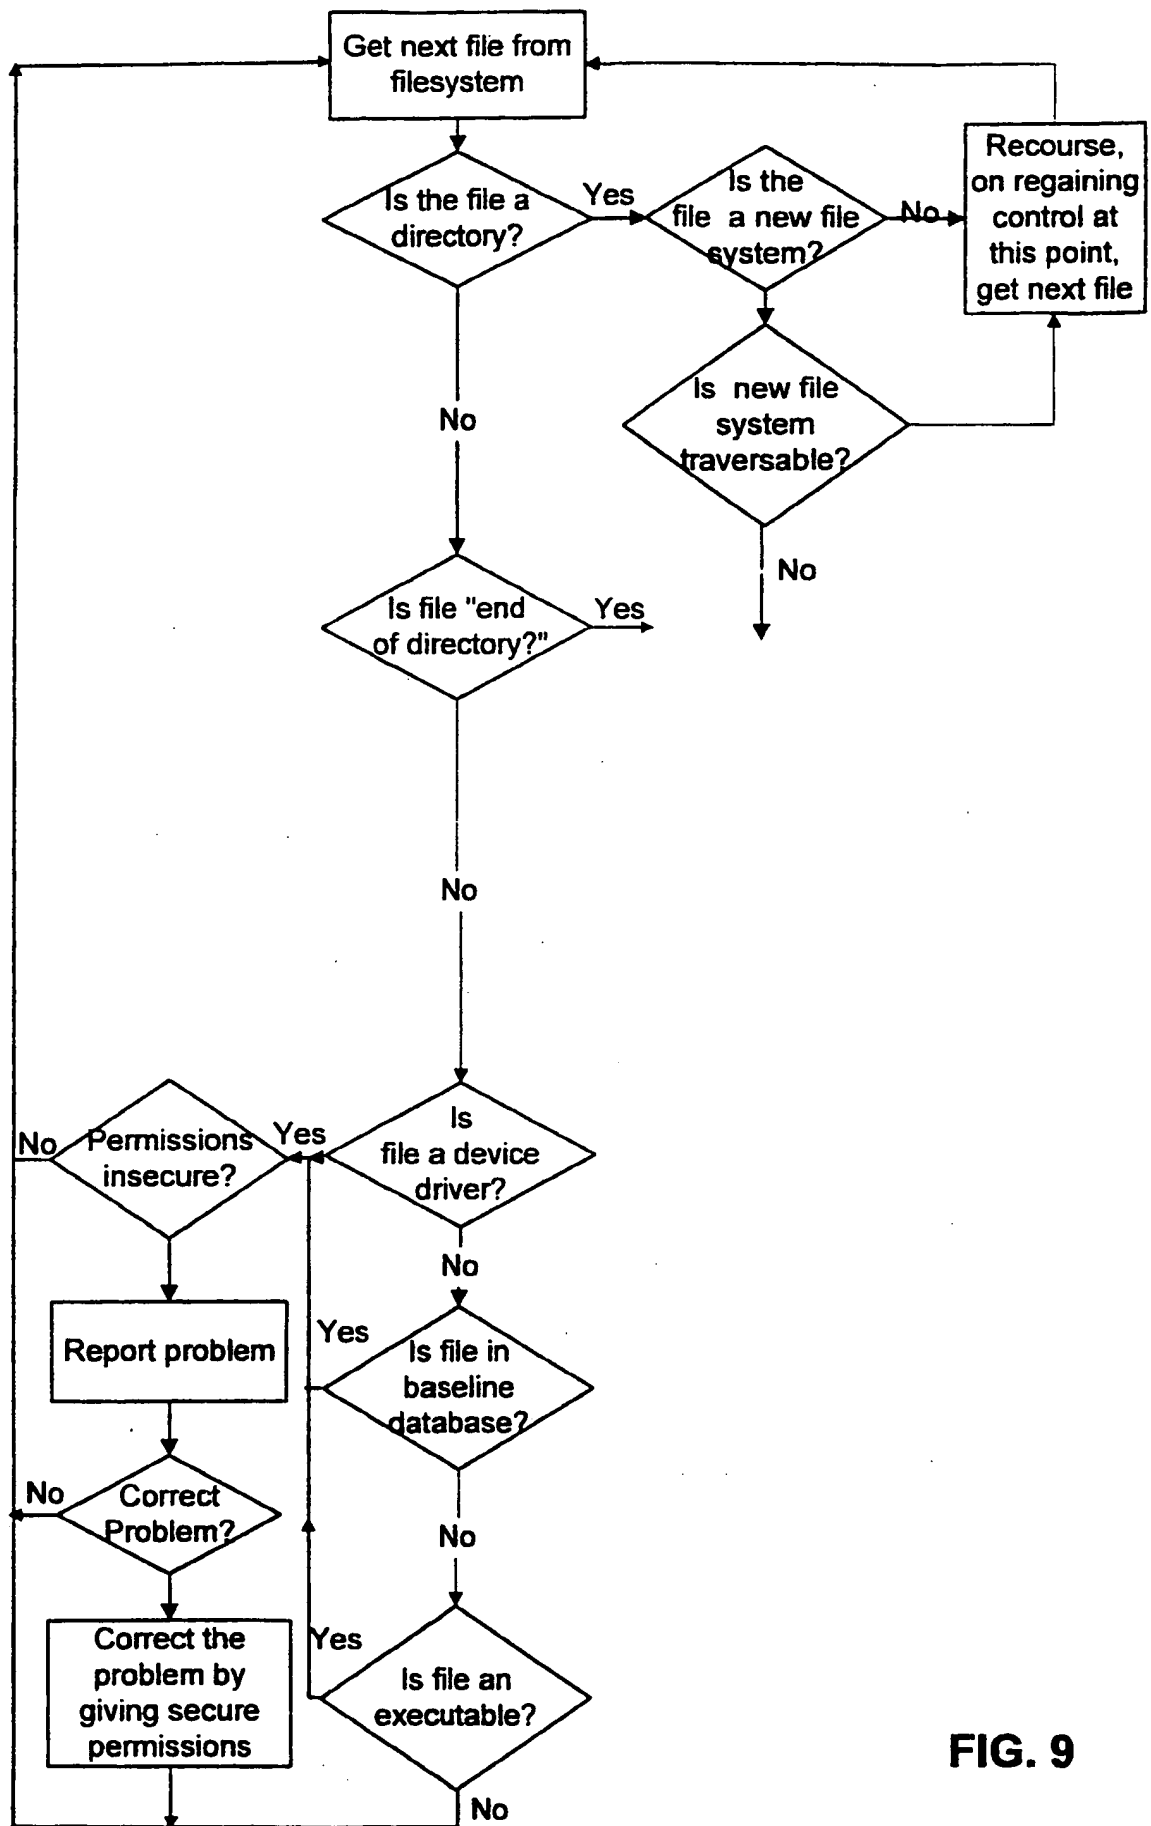 Get next file from
filesystem
Is the file a
directory?
Yes
Is the
file a new file
system?
No
Recourse,
on regaining
control at
this point,
get next file
Is new file
system
traversable?
No
No
Is file "end
of directory?"
Yes
No
Is
file a device
driver?
Yes
Permissions
insecure?
No
No
Report problem
Yes
Is file in
baseline
database?
Correct
Problem?
No
No
Correct the
problem by
giving secure
permissions
Yes
Is file an
executable?
No
FIG. 9